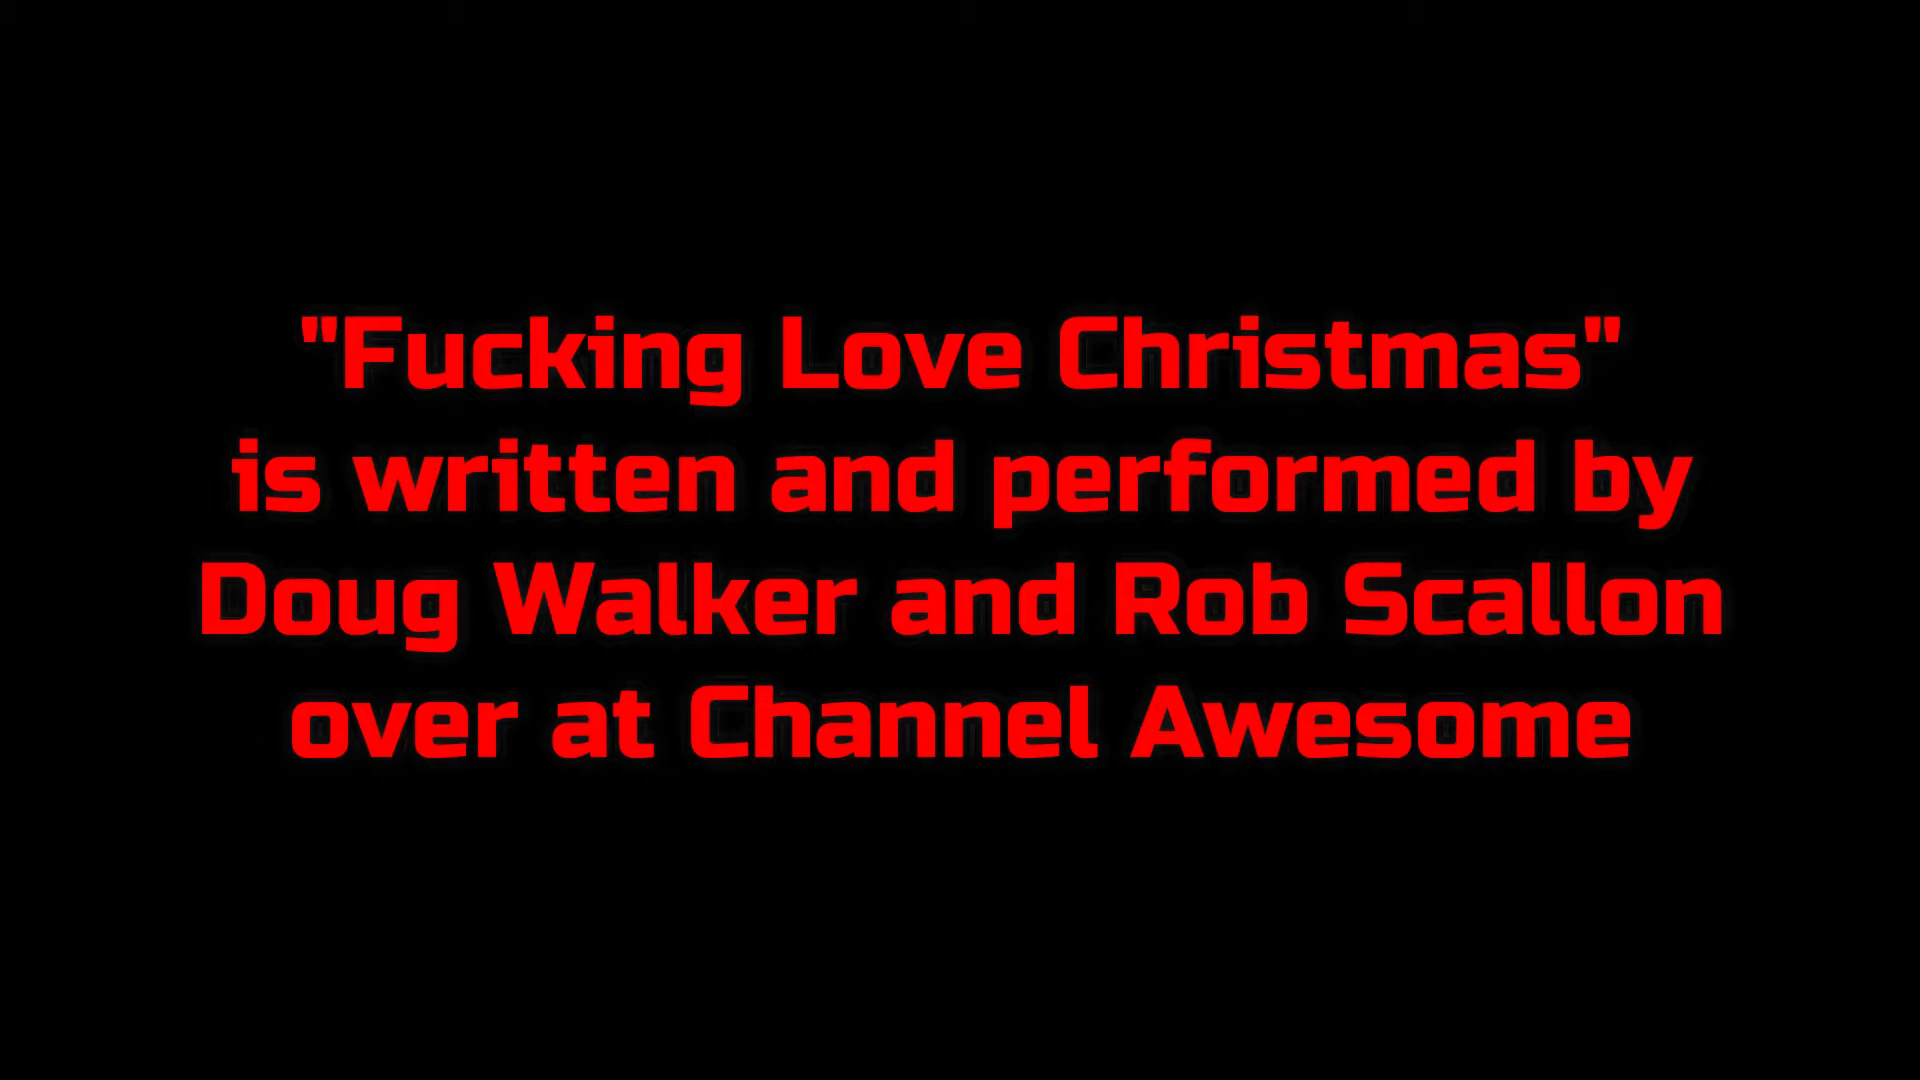 "Fucking Love Christmas"
is written and performed by
Doug Walker and Rob Scallon
over at Channel Awesome